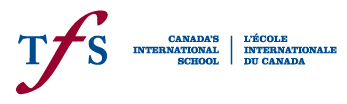 TfS
CANADA'S
INTERNATIONAL
SCHOOL
L'ÉCOLE
INTERNATIONALE
DU CANADA